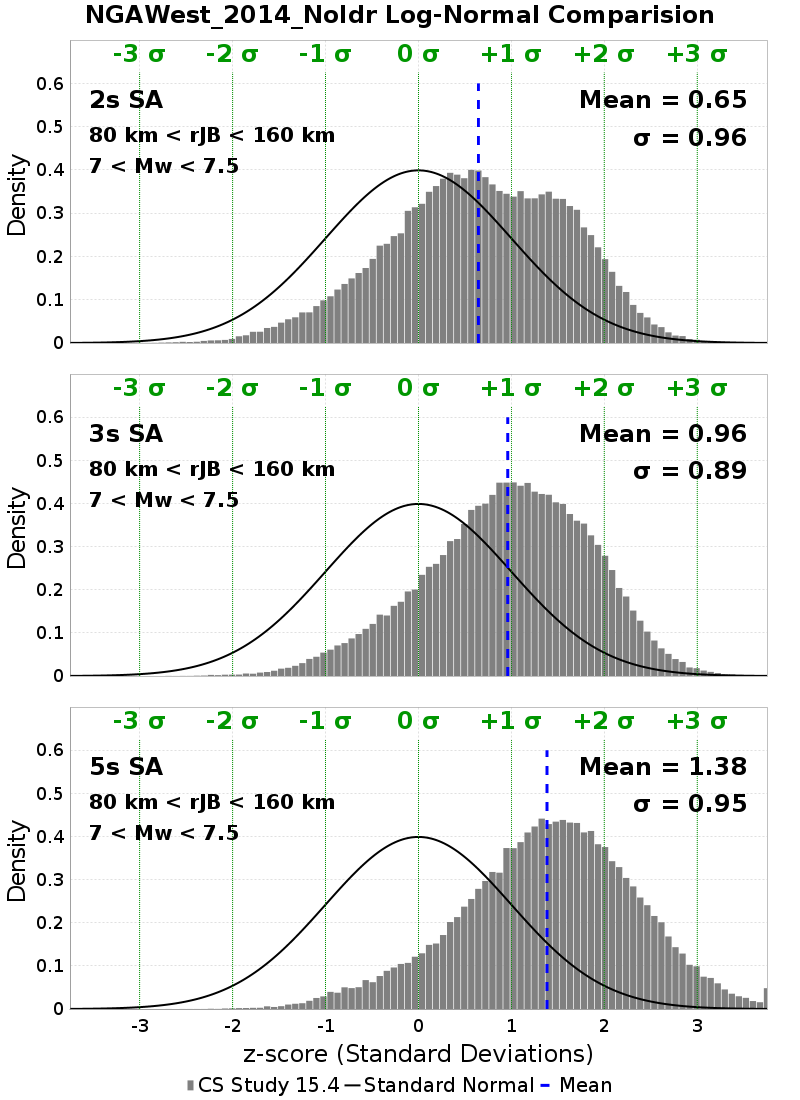 NGAWest_2014_NoIdr Log-Normal Comparision
-3 σ -2 σ -1 σ 0 σ +1 σ +2 σ +3 σ
0.6
2s SA Mean = 0.65
0.5
80 km < rJB < 160 km σ = 0.96
7 < Mw < 7.5
0.4
Density
0.3
0.2
0.1
0
-3 σ -2 σ -1 σ 0 σ +1 σ +2 σ +3 σ
0.6
3s SA Mean = 0.96
0.5
80 km < rJB < 160 km σ = 0.89
7 < Mw < 7.5
0.4
Density
0.3
0.2
0.1
0
-3 σ -2 σ -1 σ 0 σ +1 σ +2 σ +3 σ
0.6
5s SA Mean = 1.38
0.5
80 km < rJB < 160 km σ = 0.95
7 < Mw < 7.5
0.4
Density
0.3
0.2
0.1
0
-3 -2 -1 0 1 2 3
z-score (Standard Deviations)
CS Study 15.4 Standard Normal Mean